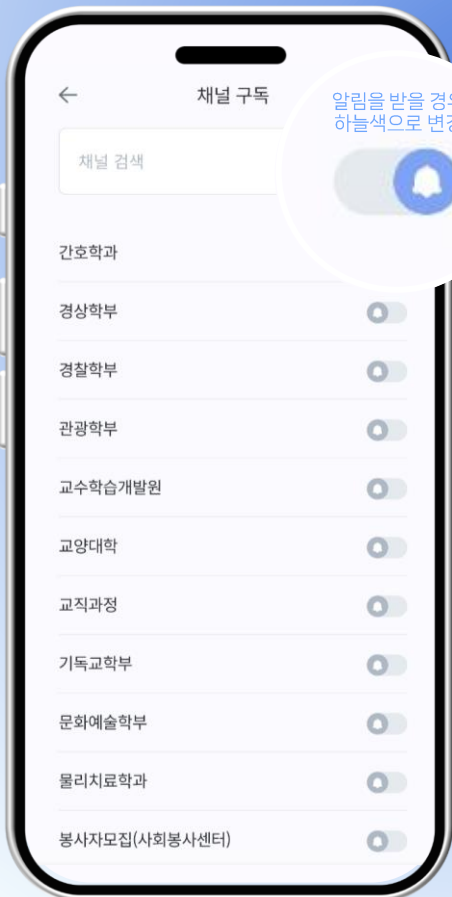 채널 구독
알림을 받을
하늘색으로
채널 검색
간호학과
경상학부
경찰학부
관광학부
교수학습개발원
교양대학
교직과정
기독교학부
문화예술학부
물리치료학과
봉사자모집(사회봉사센터)